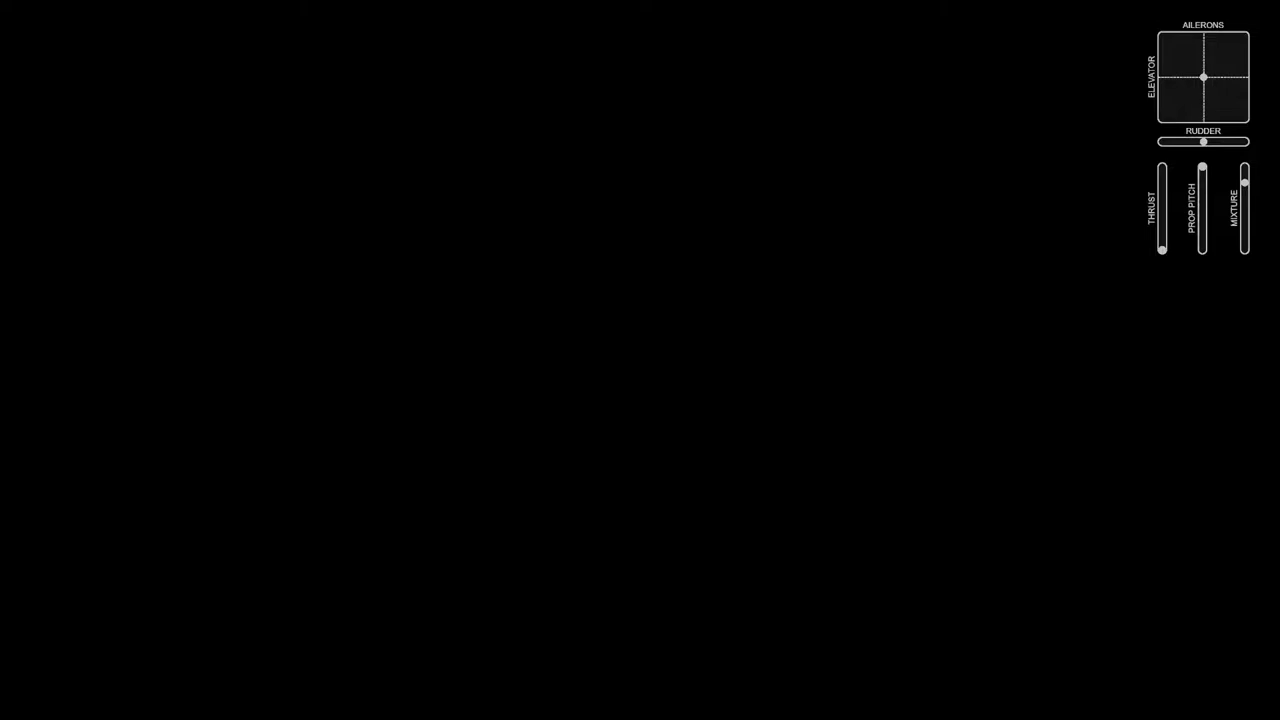 AILERONS
ELEVATOR
RUDDER
THRUST
PROP PITCH
MIXTURE